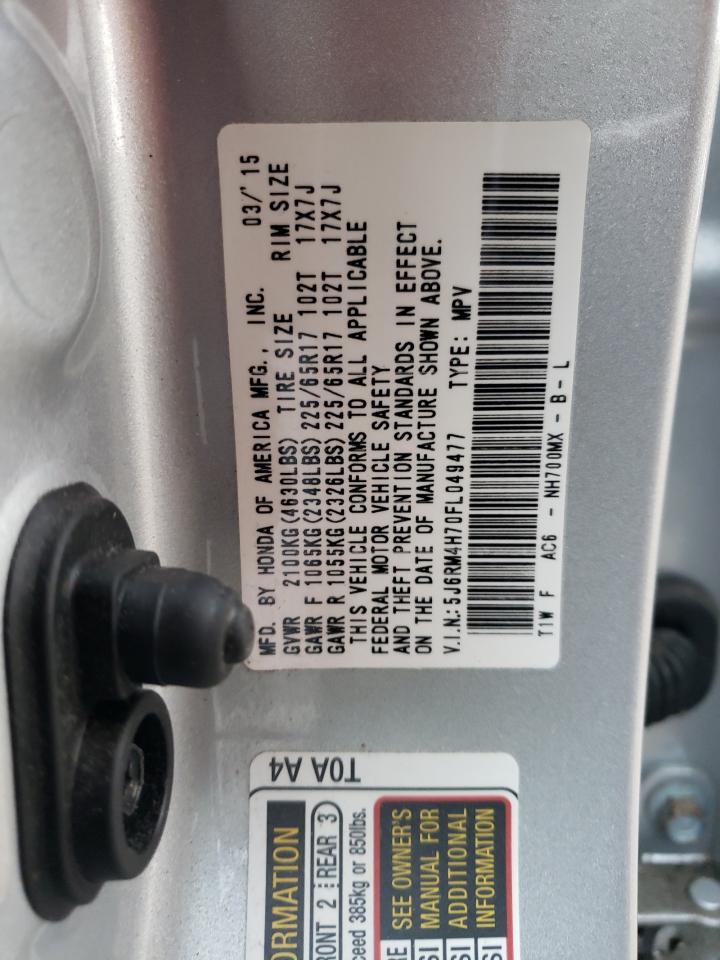 MFD. BY HONDA OF AMERICA MFG., INC. 03/'15
GVWR 2100KG(4630LBS) TIRE SIZE RIM SIZE
GAWR F 1065KG(2348LBS) 225/65R17 102T 17X7J
GAWR R 1055KG(2326LBS) 225/65R17 102T 17X7J
THIS VEHICLE CONFORMS TO ALL APPLICABLE
FEDERAL MOTOR VEHICLE SAFETY
AND THEFT PREVENTION STANDARDS IN EFFECT
ON THE DATE OF MANUFACTURE SHOWN ABOVE.
V.I.N.: 5J6RM4H70FL049477 TYPE: MPV
T1W F AC6 - NH700MX - B - L
T0A A4
FRONT 2 REAR 3
385kg or 850lbs.
SEE OWNER'S
MANUAL FOR
ADDITIONAL
INFORMATION